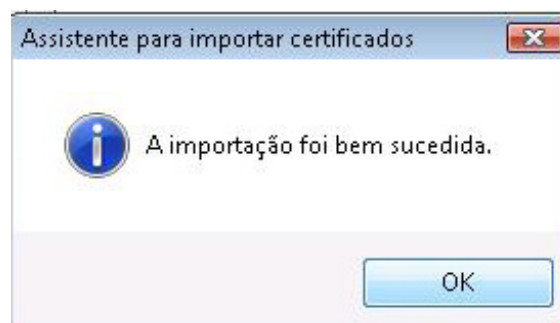 Assistente para importar certificados
A importação foi bem sucedida.
OK